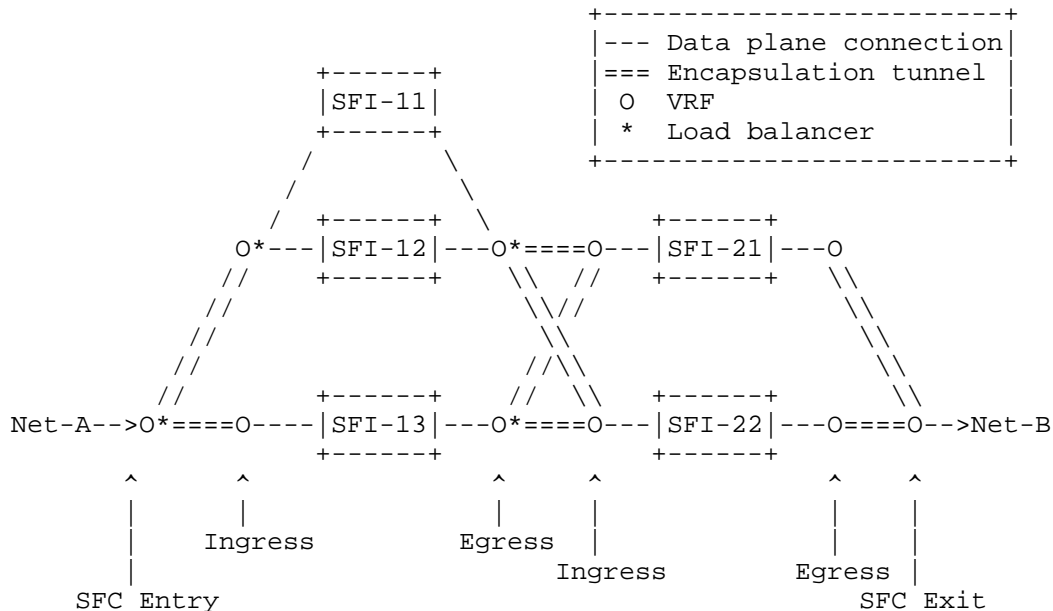 --- Data plane connection
=== Encapsulation tunnel
O VRF
* Load balancer
SFI-11
O*---|SFI-12|---O*====O---|SFI-21|---O
Net-A-->O*====O----|SFI-13|---O*====O---|SFI-22|---O====O-->Net-B
Ingress Egress
Ingress Egress
SFC Entry SFC Exit